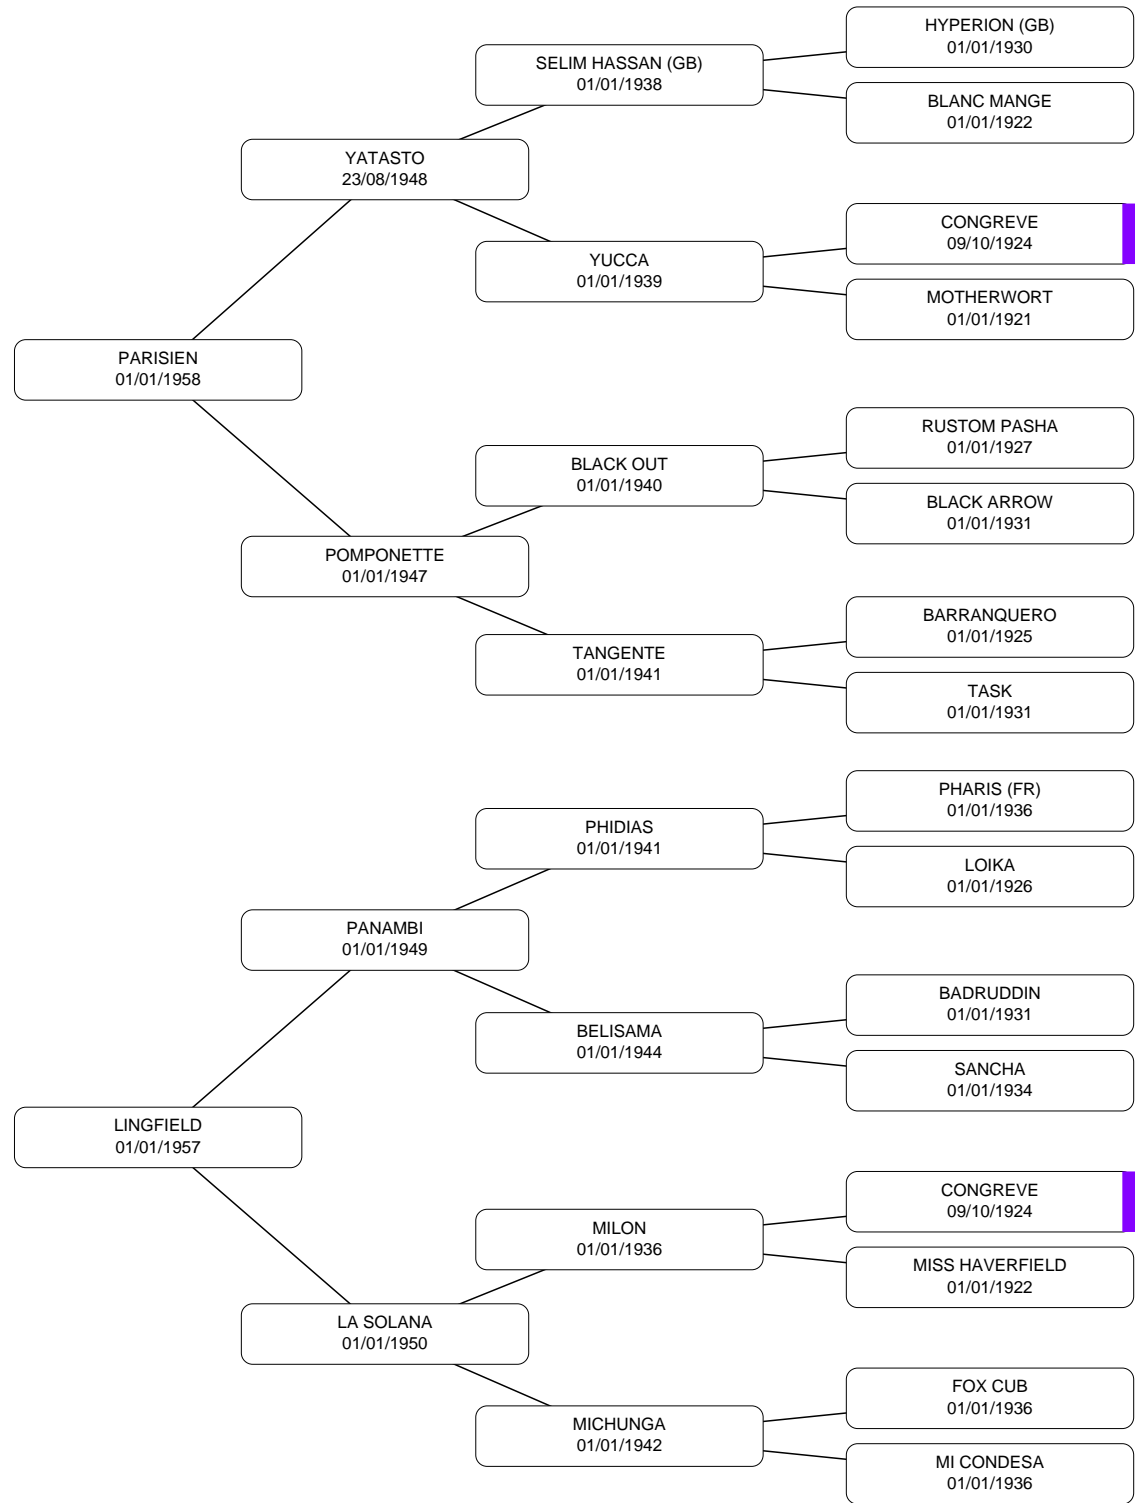 HYPERION (GB)
01/01/1930
SELIM HASSAN (GB)
01/01/1938
BLANC MANGE
01/01/1922
YATASTO
23/08/1948
CONGREVE
09/10/1924
YUCCA
01/01/1939
MOTHERWORT
01/01/1921
PARISIEN
01/01/1958
RUSTOM PASHA
01/01/1927
BLACK OUT
01/01/1940
BLACK ARROW
01/01/1931
POMPONETTE
01/01/1947
BARRANQUERO
01/01/1925
TANGENTE
01/01/1941
TASK
01/01/1931
PHARIS (FR)
01/01/1936
PHIDIAS
01/01/1941
LOIKA
01/01/1926
PANAMBI
01/01/1949
BADRUDDIN
01/01/1931
BELISAMA
01/01/1944
SANCHA
01/01/1934
LINGFIELD
01/01/1957
CONGREVE
09/10/1924
MILON
01/01/1936
MISS HAVERFIELD
01/01/1922
LA SOLANA
01/01/1950
FOX CUB
01/01/1936
MICHUNGA
01/01/1942
MI CONDESA
01/01/1936